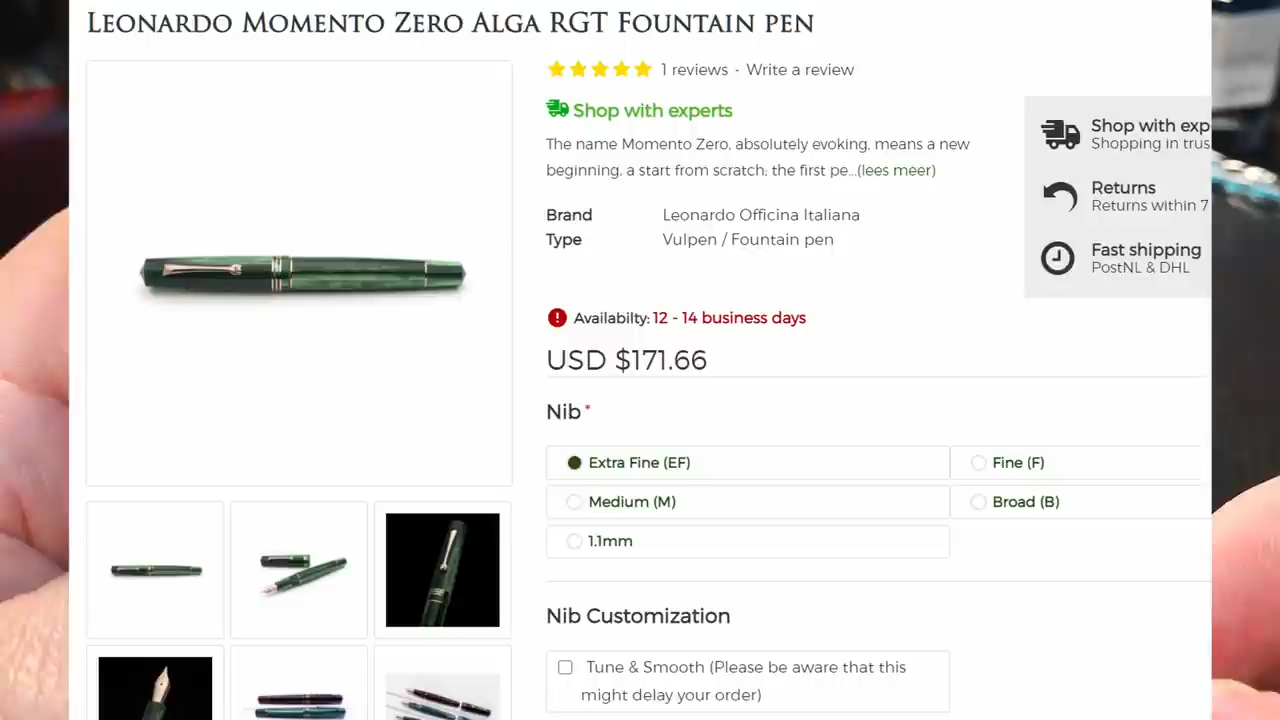 Leonardo Momento Zero Alga RGT Fountain pen
1 reviews - Write a review
Shop with experts
The name Momento Zero, absolutely evoking, means a new
beginning, a start from scratch; the first pe...(lees meer)
Brand Leonardo Officina Italiana
Type Vulpen / Fountain pen
Availabilty: 12 - 14 business days
USD $171.66
Nib *
Extra Fine (EF)
Fine (F)
Medium (M)
Broad (B)
1.1mm
Nib Customization
Tune & Smooth (Please be aware that this
might delay your order)
Shop with exp
Shopping in trus
Returns
Returns within 7
Fast shipping
PostNL & DHL